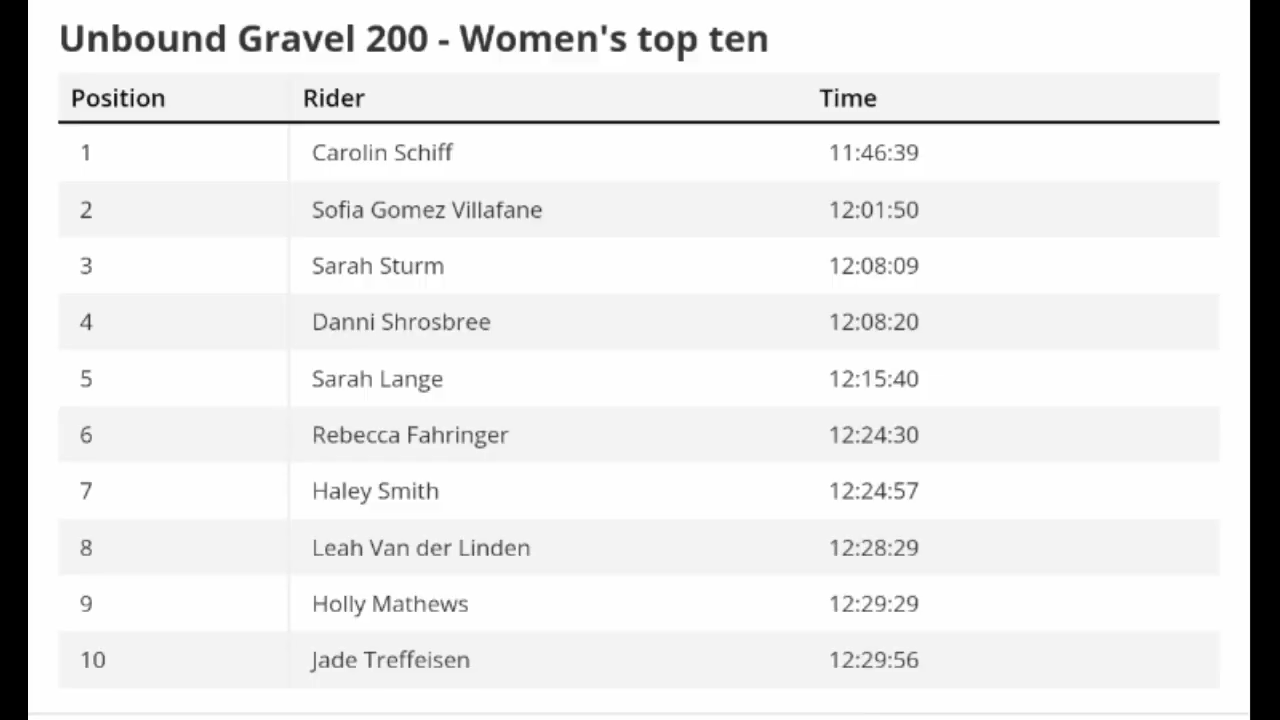 Unbound Gravel 200 - Women's top ten
Position Rider Time
1 Carolin Schiff 11:46:39
2 Sofia Gomez Villafane 12:01:50
3 Sarah Sturm 12:08:09
4 Danni Shrosbree 12:08:20
5 Sarah Lange 12:15:40
6 Rebecca Fahringer 12:24:30
7 Haley Smith 12:24:57
8 Leah Van der Linden 12:28:29
9 Holly Mathews 12:29:29
10 Jade Treffeisen 12:29:56